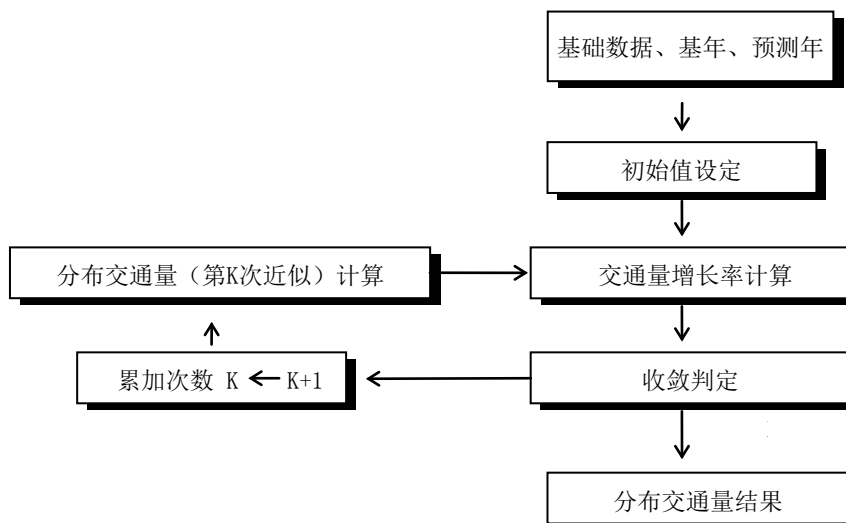 基础数据、基年、预测年
初始值设定
分布交通量（第K次近似）计算
交通量增长率计算
累加次数 K ← K+1
收敛判定
分布交通量结果